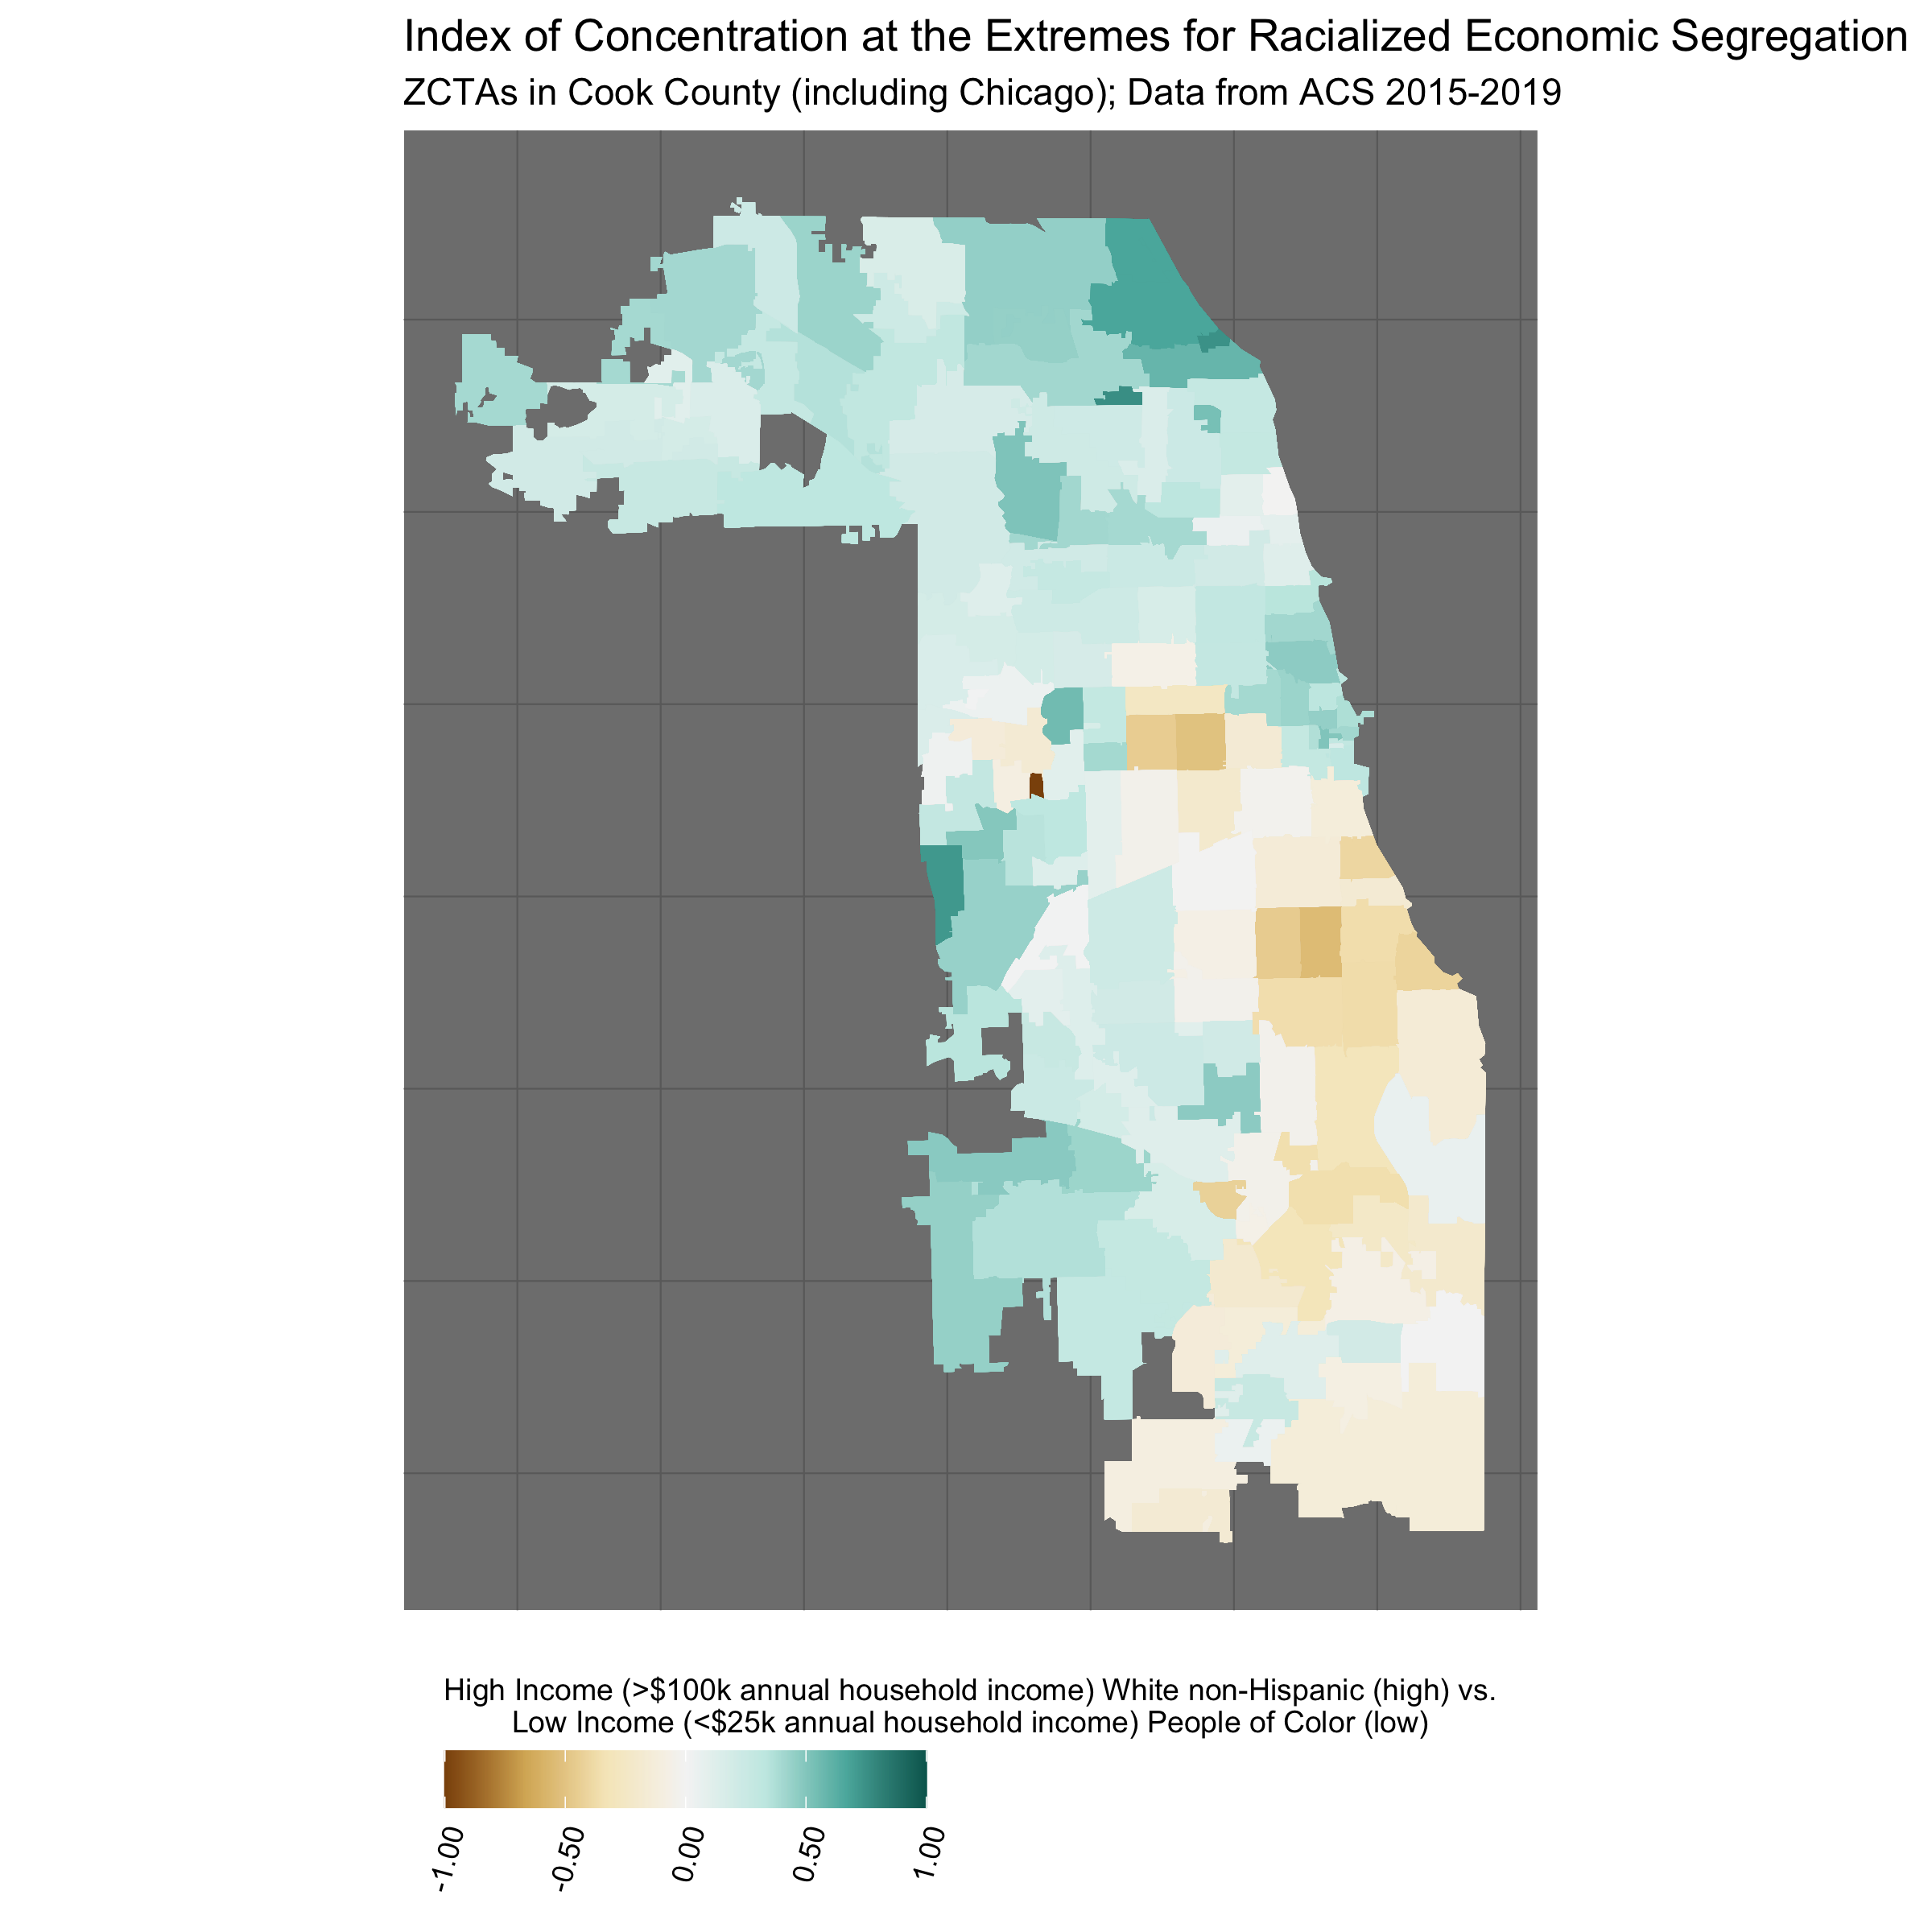 Index of Concentration at the Extremes for Racialized Economic Segregation
ZCTAs in Cook County (including Chicago); Data from ACS 2015-2019
High Income (>$100k annual household income) White non-Hispanic (high) vs.
Low Income (<$25k annual household income) People of Color (low)
-1.00
-0.50
0.00
0.50
1.00